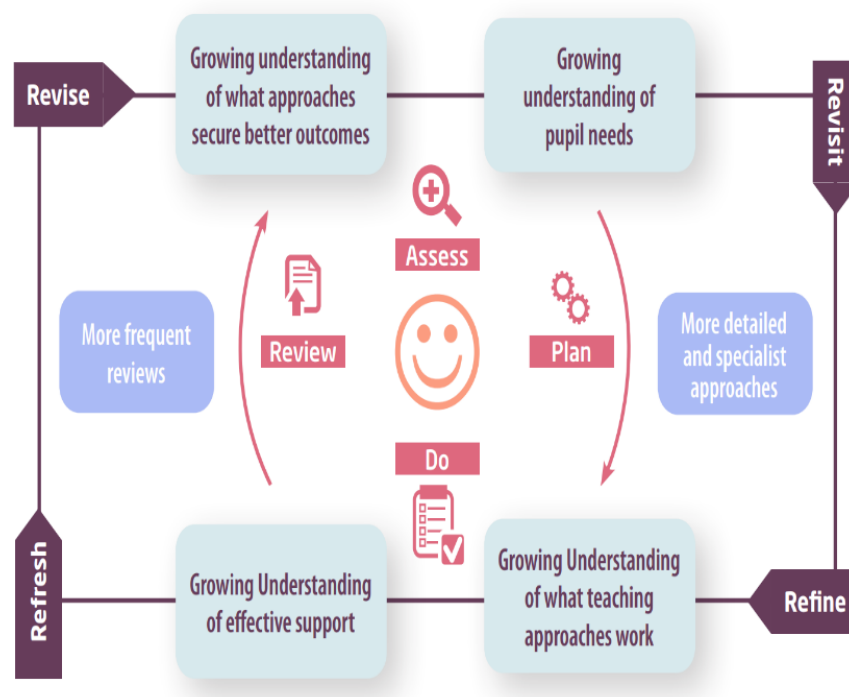 Revise
Growing understanding
of what approaches
secure better outcomes
Growing
understanding of
pupil needs
Revisit
Assess
More frequent
reviews
Review
Plan
More detailed
and specialist
approaches
Do
Refresh
Growing Understanding
of effective support
Growing Understanding
of what teaching
approaches work
Refine